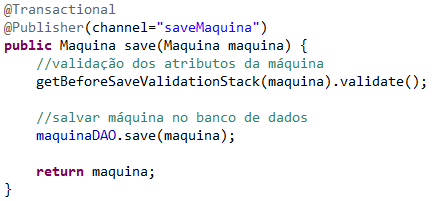 @Transactional
@Publisher(channel="saveMaquina")
public Maquina save(Maquina maquina) {
//validação dos atributos da máquina
getBeforeSaveValidationStack(maquina).validate();
//salvar máquina no banco de dados
maquinaDAO.save(maquina);
return maquina;
}